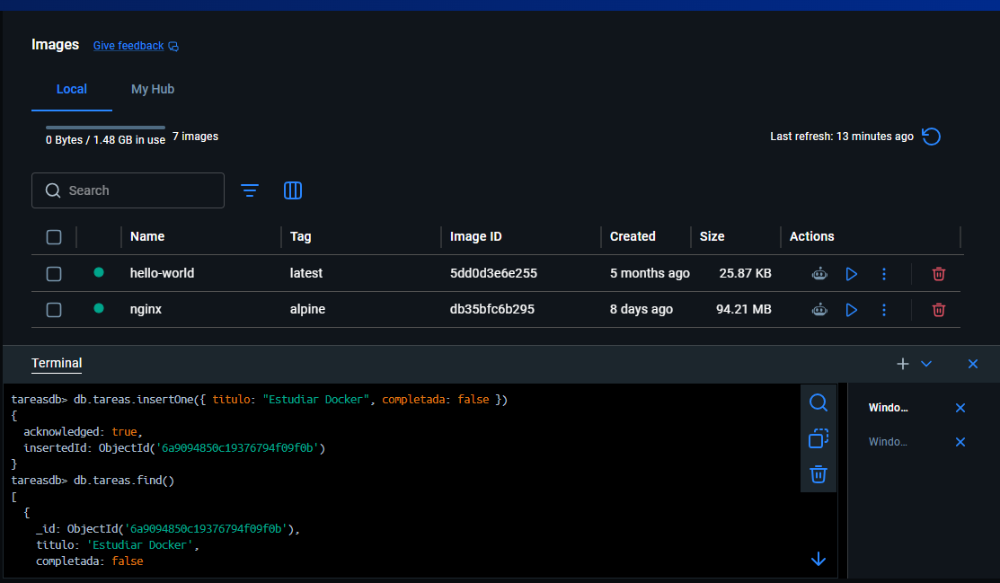 Images Give feedback
Local My Hub
0 Bytes / 1.48 GB in use 7 images Last refresh: 13 minutes ago
Search
Name Tag Image ID Created Size Actions
hello-world latest 5dd0d3e6e255 5 months ago 25.87 KB
nginx alpine db35bfc6b295 8 days ago 94.21 MB
Terminal
tareasdb> db.tareas.insertOne({ titulo: "Estudiar Docker", completada: false })
{
  acknowledged: true,
  insertedId: ObjectId('6a9094850c19376794f09f0b')
}
tareasdb> db.tareas.find()
[
  {
    _id: ObjectId('6a9094850c19376794f09f0b'),
    titulo: 'Estudiar Docker',
    completada: false
Windo...
Windo...